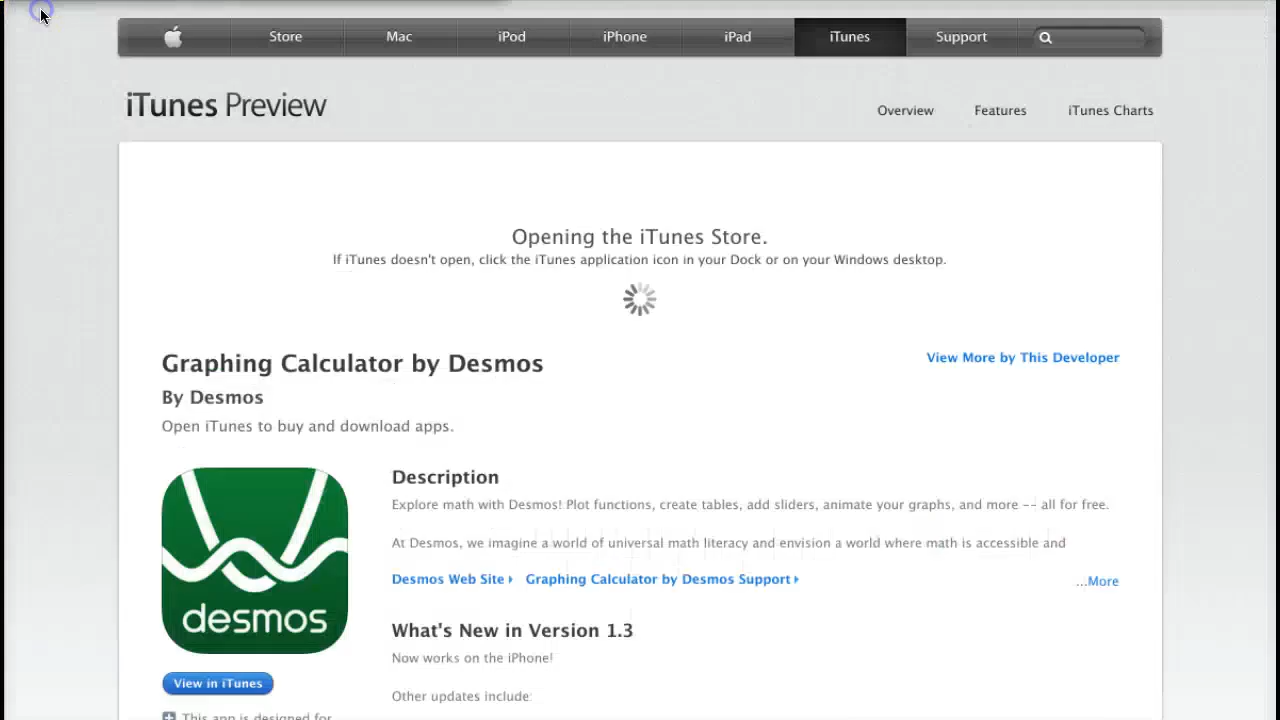 Store Mac iPod iPhone iPad iTunes Support
iTunes Preview
Overview Features iTunes Charts
Opening the iTunes Store.
If iTunes doesn't open, click the iTunes application icon in your Dock or on your Windows desktop.
Graphing Calculator by Desmos
View More by This Developer
By Desmos
Open iTunes to buy and download apps.
desmos
View in iTunes
This app is designed for
Description
Explore math with Desmos! Plot functions, create tables, add sliders, animate your graphs, and more -- all for free.
At Desmos, we imagine a world of universal math literacy and envision a world where math is accessible and
Desmos Web Site Graphing Calculator by Desmos Support ...More
What's New in Version 1.3
Now works on the iPhone!
Other updates include: